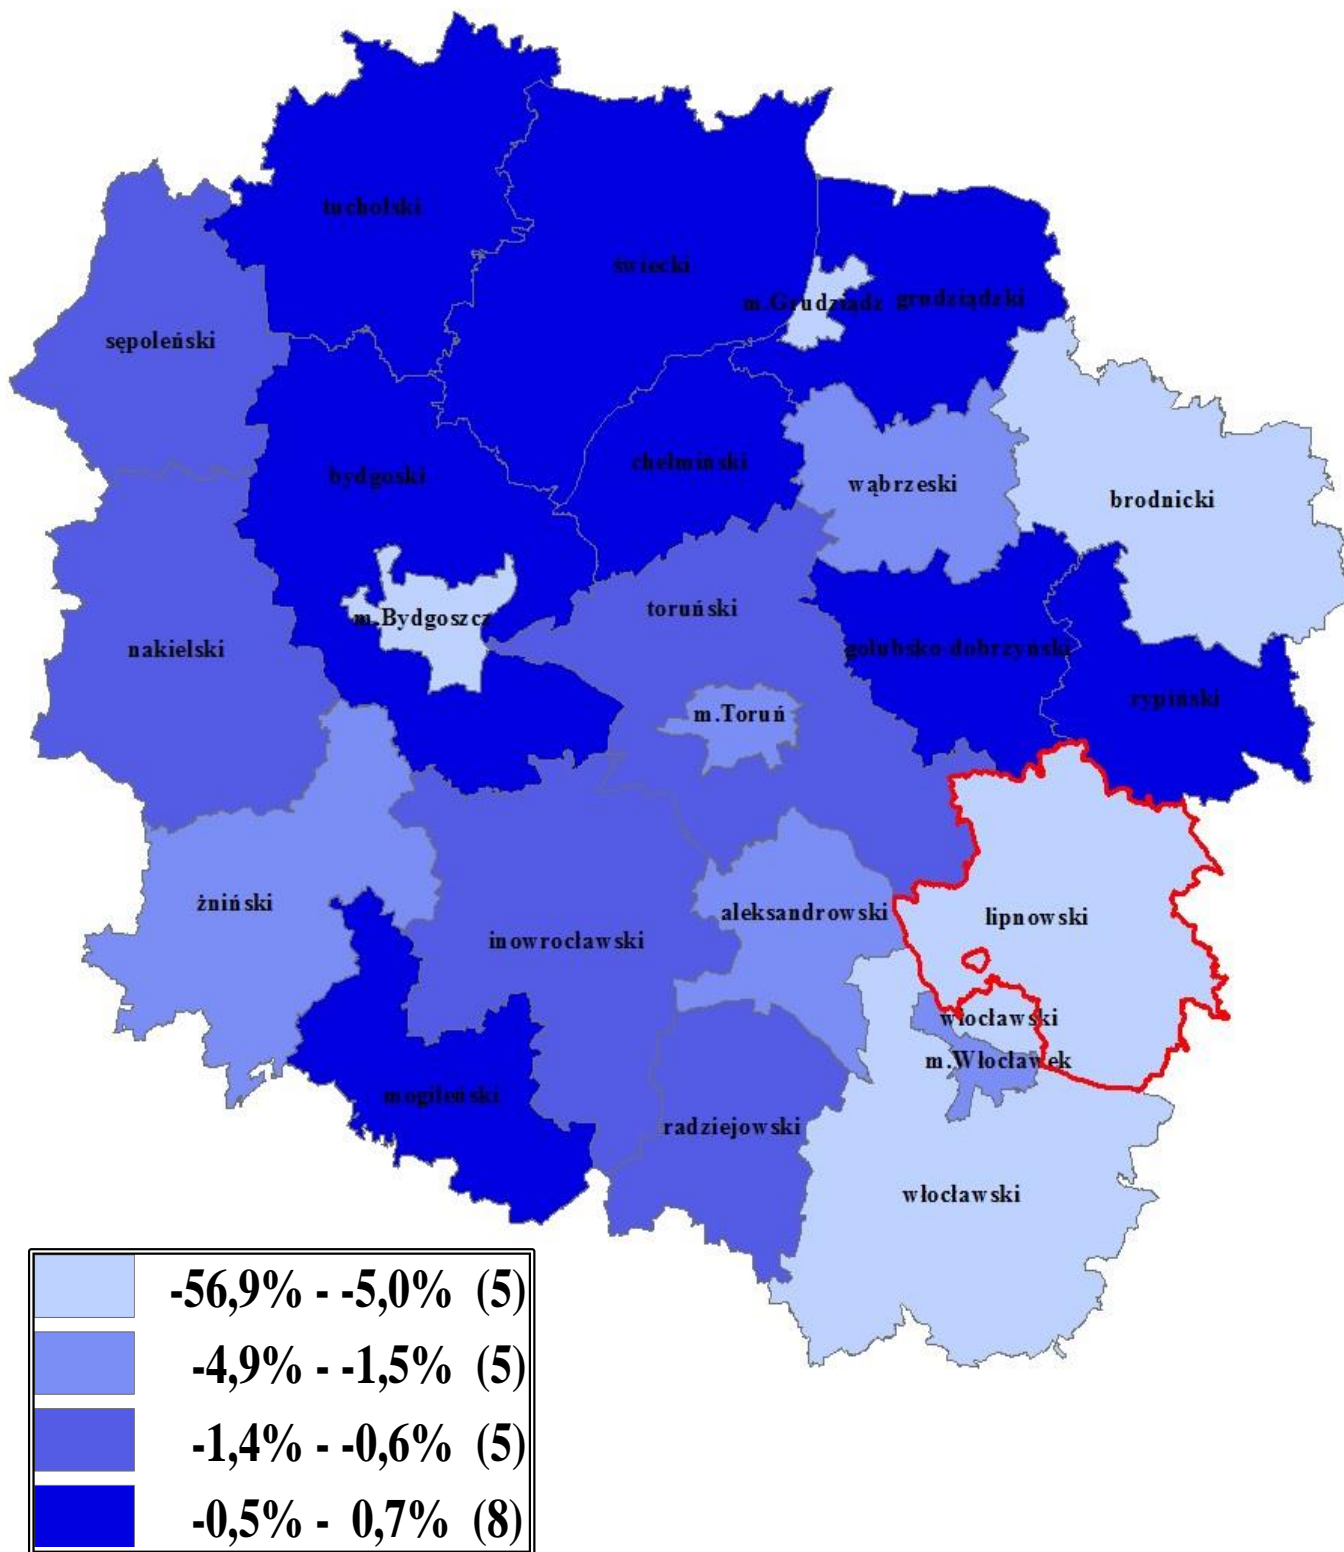 tucholski
świecki
m.Grudziądz
grudziądzki
sępoleński
chełmiński
bydgoski
wąbrzeski
brodnicki
toruński
m.Bydgoszcz
nakielski
golubsko-dobrzyński
rypiński
m.Toruń
żniński
aleksandrowski
lipnowski
inowrocławski
włocławski
m.Włocławek
mogileński
radziejowski
włocławski
-56,9% - -5,0% (5)
-4,9% - -1,5% (5)
-1,4% - -0,6% (5)
-0,5% - 0,7% (8)